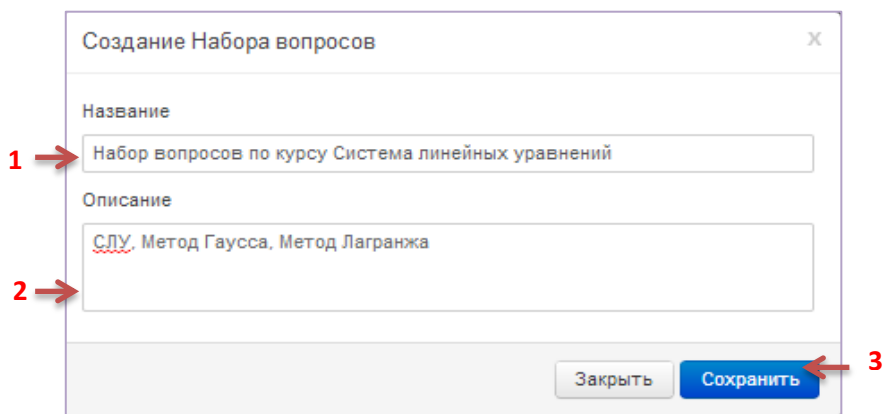 Создание Набора вопросов x
Название
1 Набор вопросов по курсу Система линейных уравнений
Описание
СЛУ, Метод Гаусса, Метод Лагранжа
2
Закрыть Сохранить 3